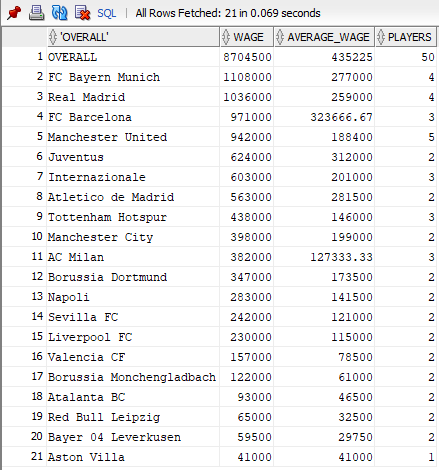 SQL | All Rows Fetched: 21 in 0.069 seconds
'OVERALL' WAGE AVERAGE_WAGE PLAYERS
1 OVERALL 8704500 435225 50
2 FC Bayern Munich 1108000 277000 4
3 Real Madrid 1036000 259000 4
4 FC Barcelona 971000 323666.67 3
5 Manchester United 942000 188400 5
6 Juventus 624000 312000 2
7 Internazionale 603000 201000 3
8 Atletico de Madrid 563000 281500 2
9 Tottenham Hotspur 438000 146000 3
10 Manchester City 398000 199000 2
11 AC Milan 382000 127333.33 3
12 Borussia Dortmund 347000 173500 2
13 Napoli 283000 141500 2
14 Sevilla FC 242000 121000 2
15 Liverpool FC 230000 115000 2
16 Valencia CF 157000 78500 2
17 Borussia Monchengladbach 122000 61000 2
18 Atalanta BC 93000 46500 2
19 Red Bull Leipzig 65000 32500 2
20 Bayer 04 Leverkusen 59500 29750 2
21 Aston Villa 41000 41000 1